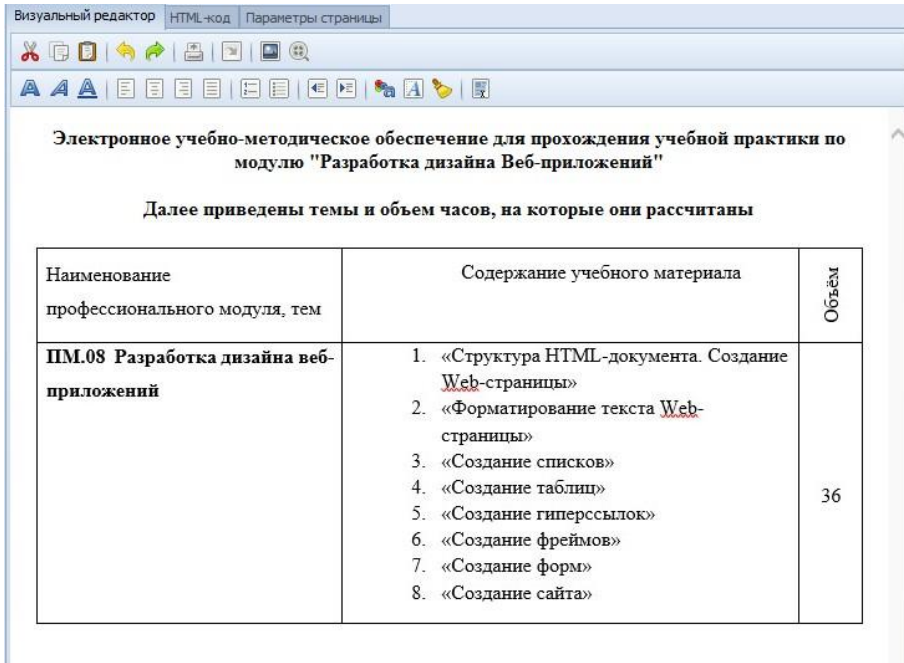 Визуальный редактор HTML-код Параметры страницы
Электронное учебно-методическое обеспечение для прохождения учебной практики по
модулю "Разработка дизайна Веб-приложений"
Далее приведены темы и объем часов, на которые они рассчитаны
Наименование
профессионального модуля, тем
Содержание учебного материала
Объём
ПМ.08 Разработка дизайна веб-
приложений
1. «Структура HTML-документа. Создание
Web-страницы»
2. «Форматирование текста Web-
страницы»
3. «Создание списков»
4. «Создание таблиц»
5. «Создание гиперссылок»
6. «Создание фреймов»
7. «Создание форм»
8. «Создание сайта»
36